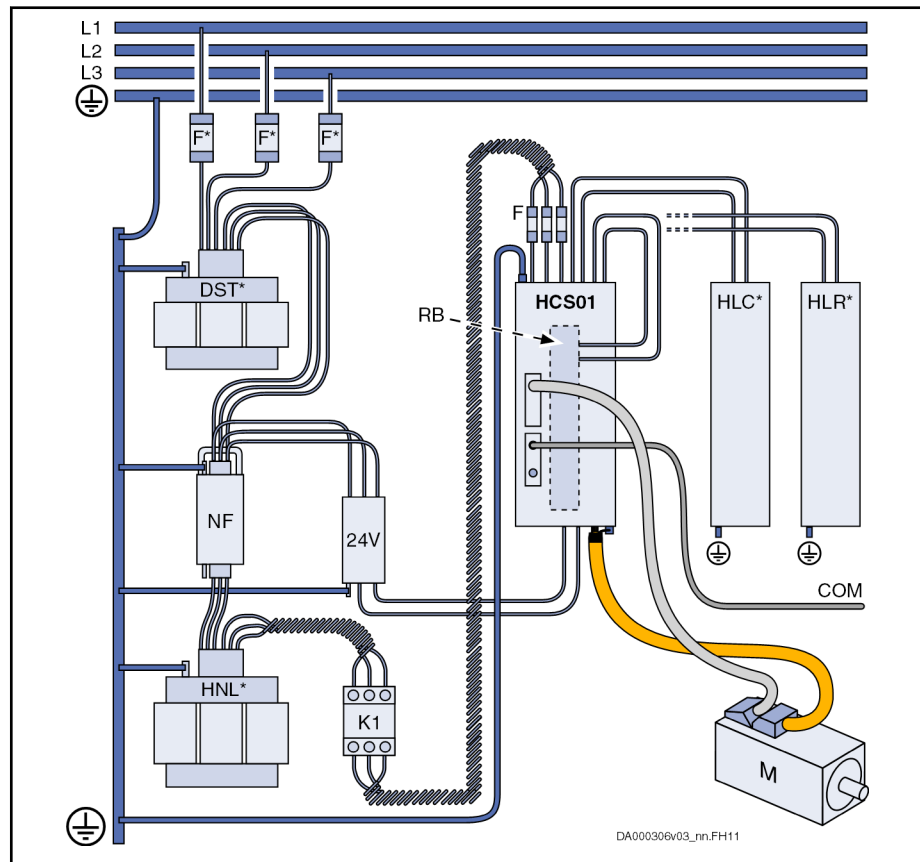 L1
L2
L3
F*
F*
F*
F
DST*
HCS01
HLC*
HLR*
RB
NF
24V
COM
HNL*
K1
M
DA000306v03_nn.FH11